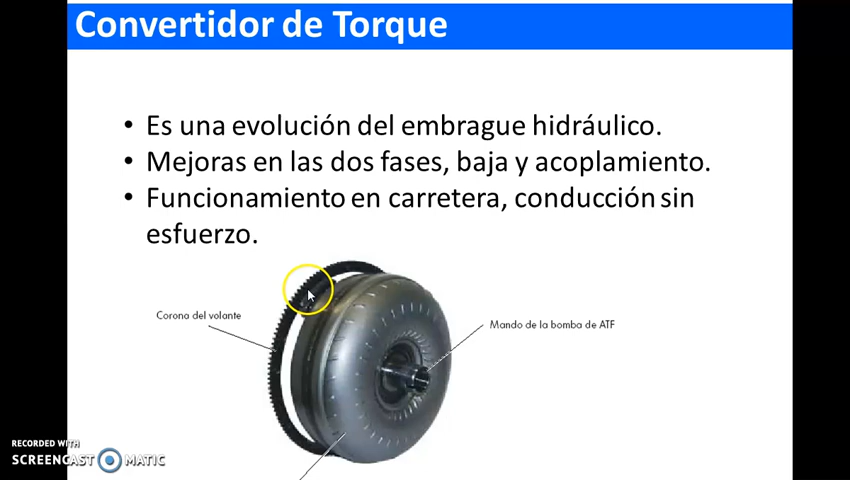 Convertidor de Torque
• Es una evolución del embrague hidráulico.
• Mejoras en las dos fases, baja y acoplamiento.
• Funcionamiento en carretera, conducción sin
esfuerzo.
Corona del volante
Mando de la bomba de ATF
RECORDED WITH
SCREENCAST MATIC